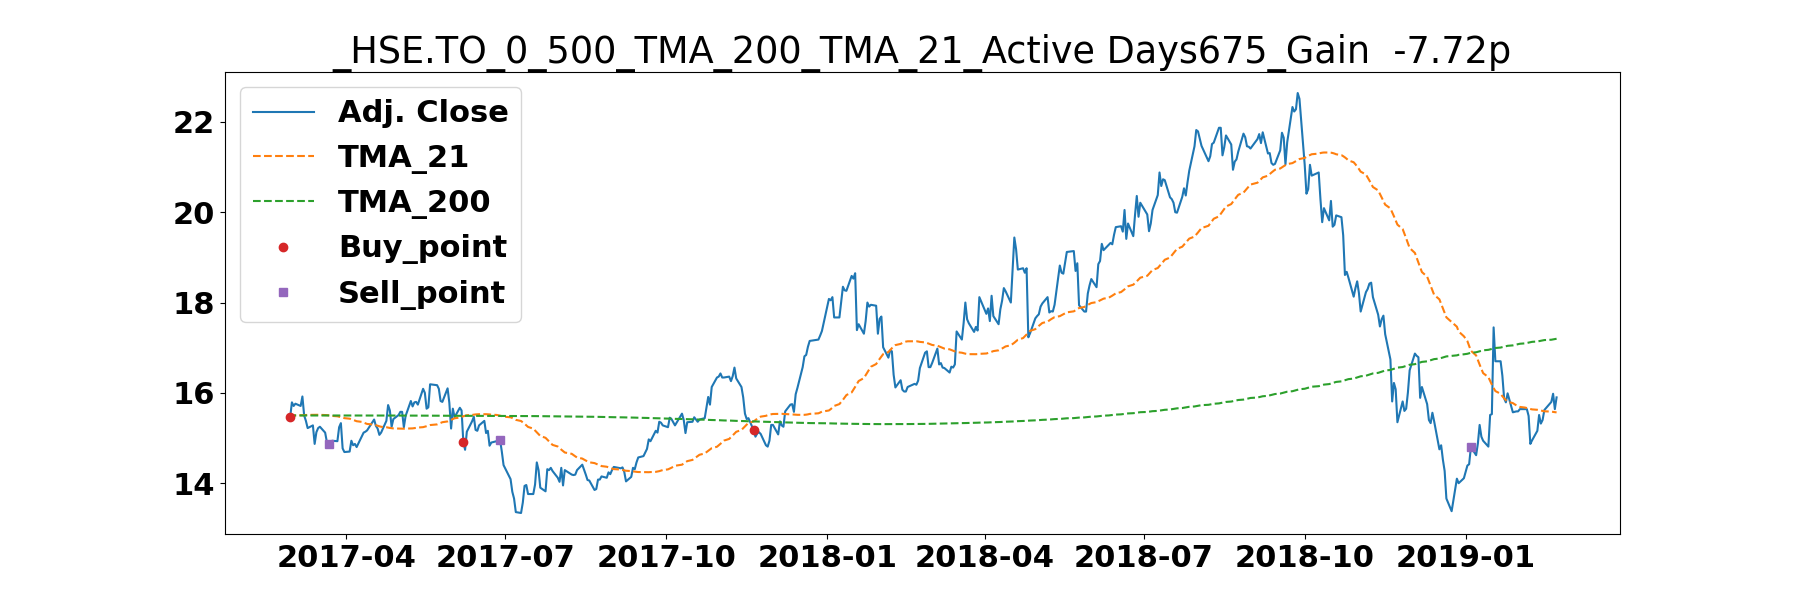 _HSE.TO_0_500_TMA_200_TMA_21_Active Days675_Gain  -7.72p
Adj. Close
TMA_21
TMA_200
Buy_point
Sell_point
22
20
18
16
14
2017-04 2017-07 2017-10 2018-01 2018-04 2018-07 2018-10 2019-01